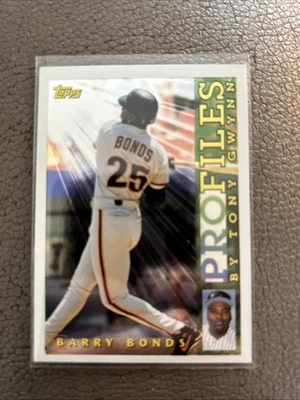 Topps
BONDS
25
PROFILES
BY TONY GWYNN
BARRY BONDS